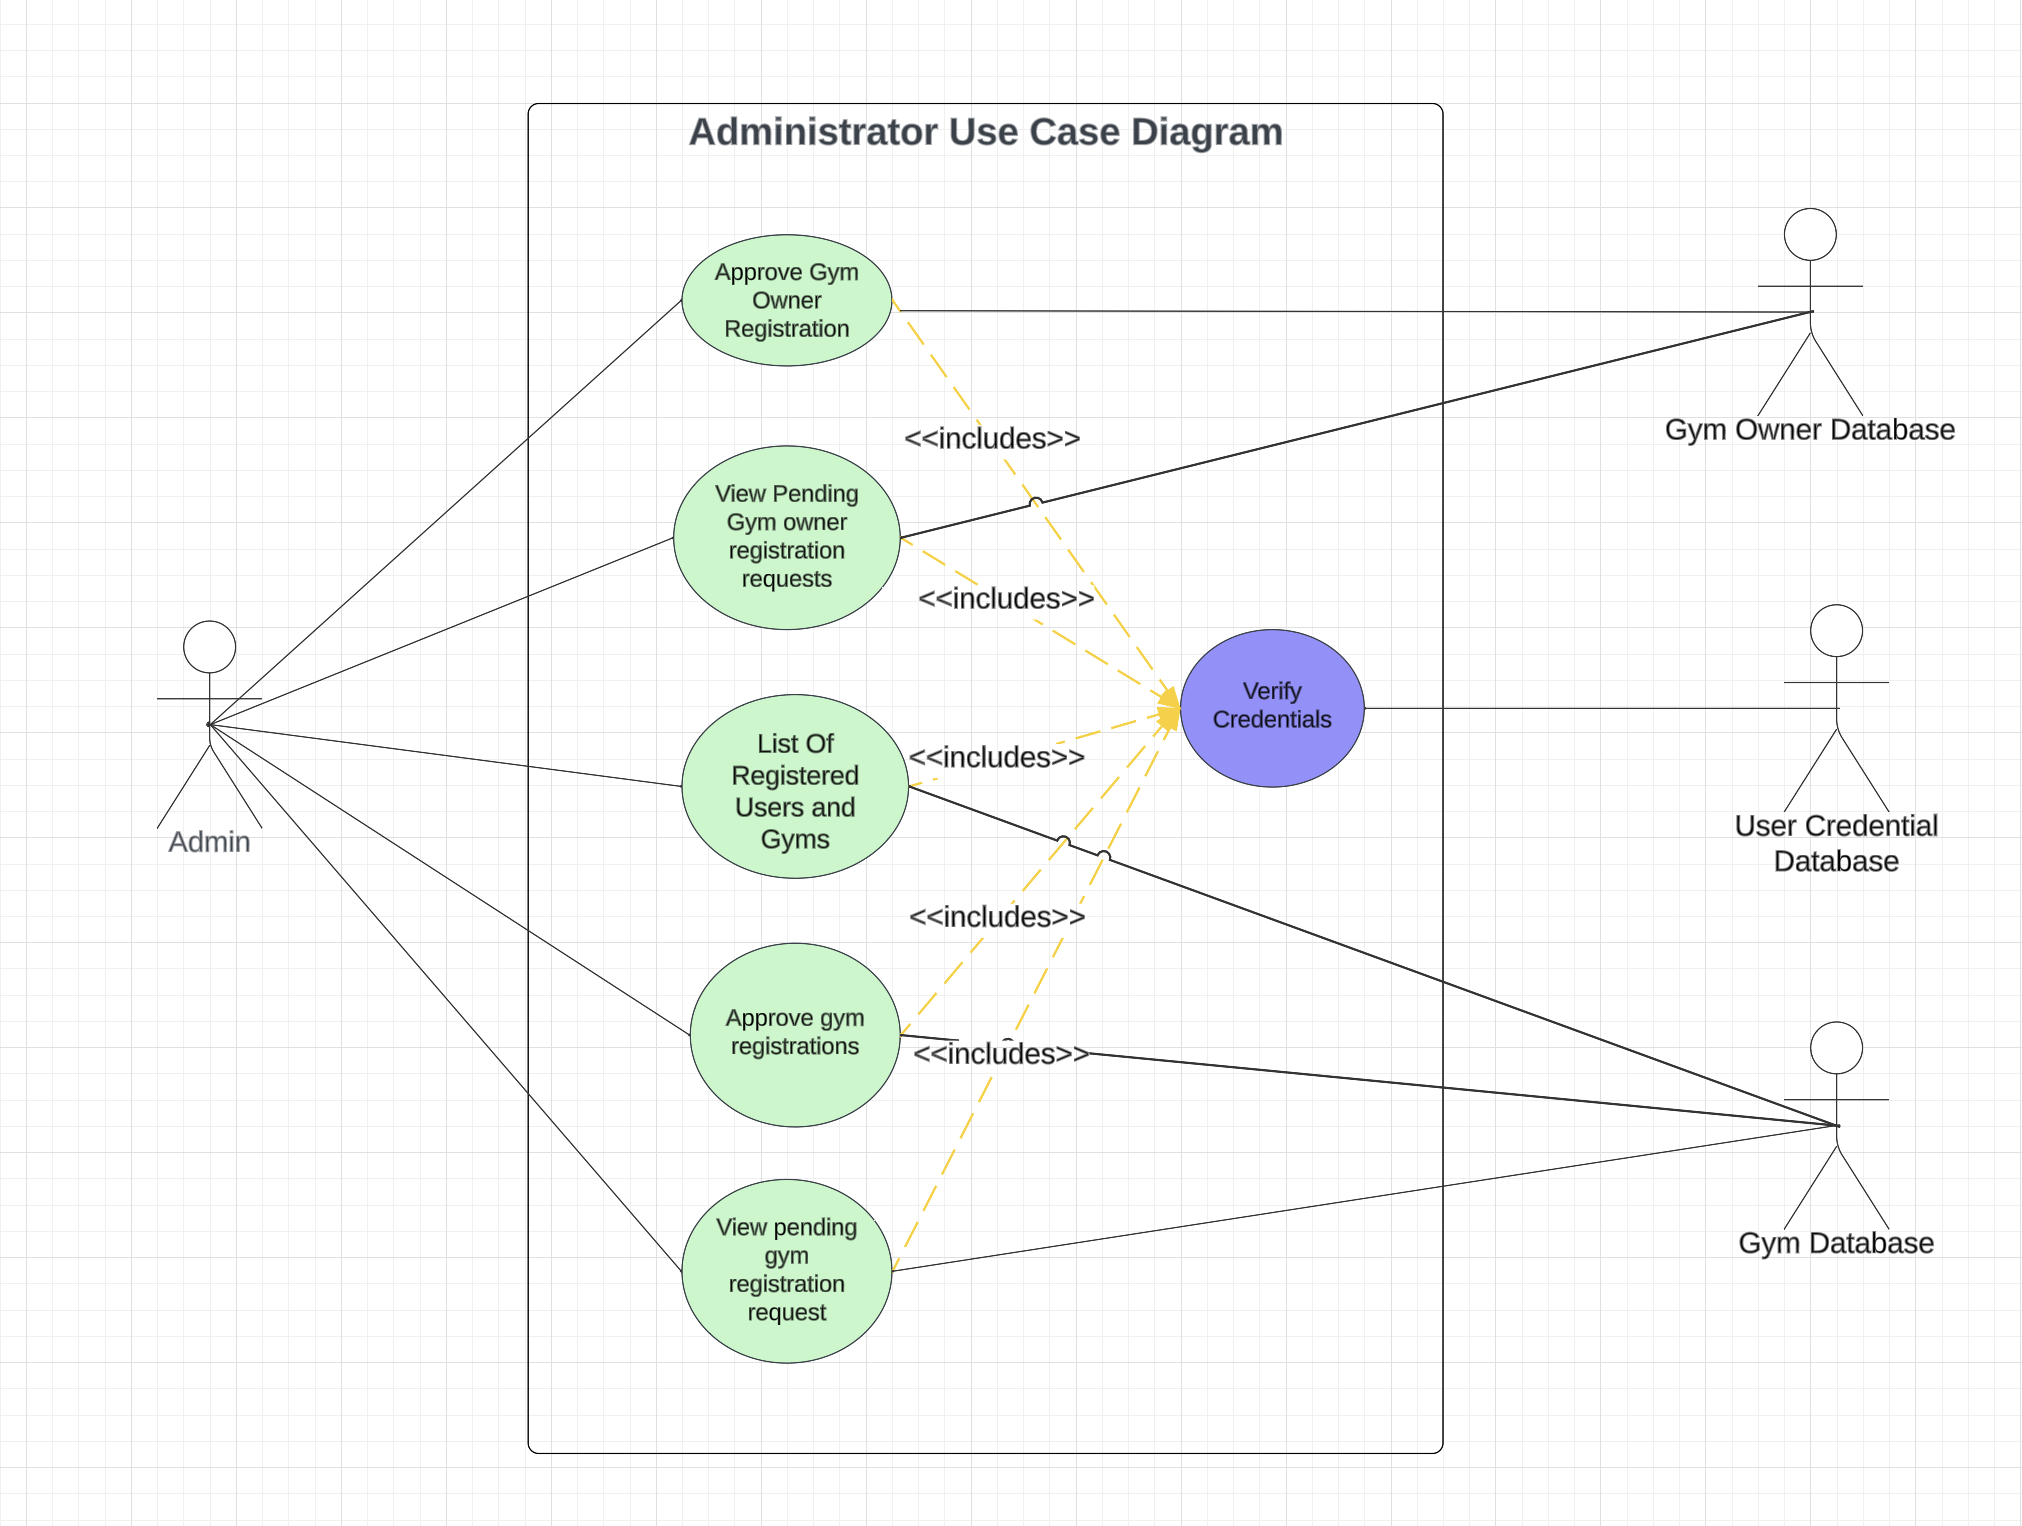 Administrator Use Case Diagram
Approve Gym
Owner
Registration
<<includes>>
Gym Owner Database
View Pending
Gym owner
registration
requests
<<includes>>
Verify
Credentials
List Of
Registered
Users and
Gyms
<<includes>>
Admin
User Credential
Database
<<includes>>
Approve gym
registrations
<<includes>>
View pending
gym
registration
request
Gym Database